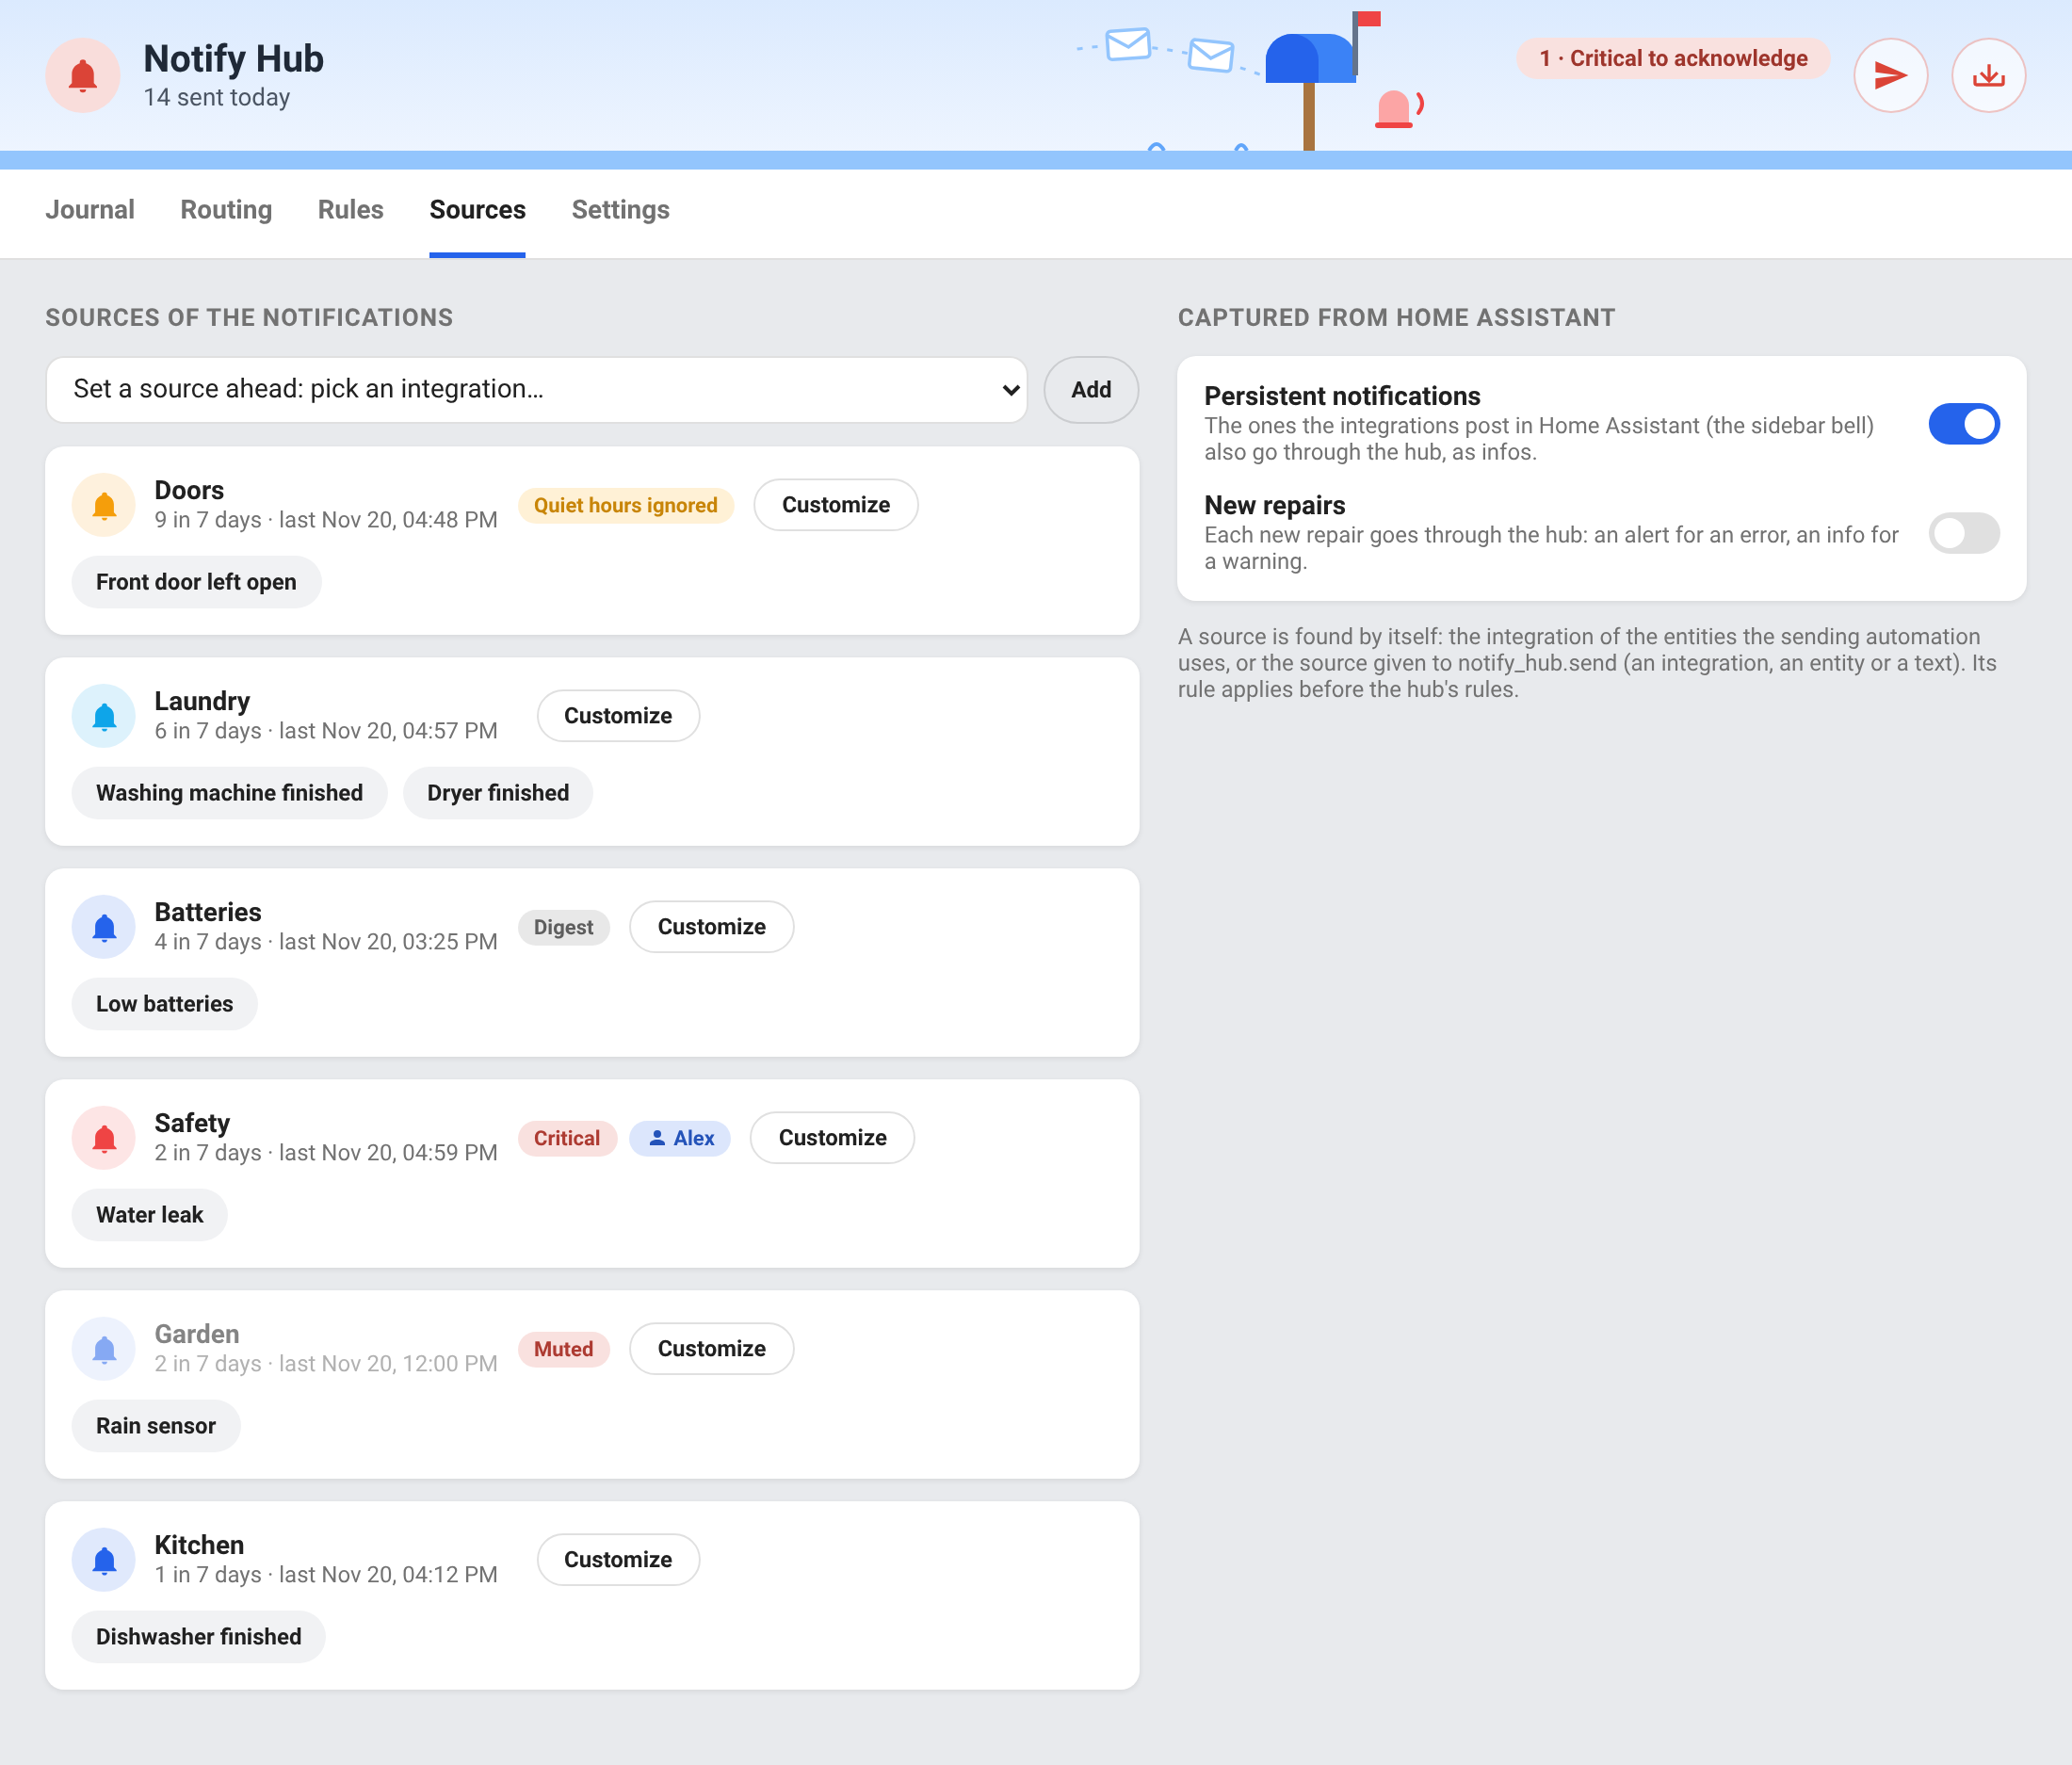 Notify Hub
14 sent today
1 · Critical to acknowledge
Journal
Routing
Rules
Sources
Settings
SOURCES OF THE NOTIFICATIONS
Set a source ahead: pick an integration...
Add
Doors
9 in 7 days · last Nov 20, 04:48 PM
Quiet hours ignored
Customize
Front door left open
Laundry
6 in 7 days · last Nov 20, 04:57 PM
Customize
Washing machine finished
Dryer finished
Batteries
4 in 7 days · last Nov 20, 03:25 PM
Digest
Customize
Low batteries
Safety
2 in 7 days · last Nov 20, 04:59 PM
Critical
Alex
Customize
Water leak
Garden
2 in 7 days · last Nov 20, 12:00 PM
Muted
Customize
Rain sensor
Kitchen
1 in 7 days · last Nov 20, 04:12 PM
Customize
Dishwasher finished
CAPTURED FROM HOME ASSISTANT
Persistent notifications
The ones the integrations post in Home Assistant (the sidebar bell)
also go through the hub, as infos.
New repairs
Each new repair goes through the hub: an alert for an error, an info for
a warning.
A source is found by itself: the integration of the entities the sending automation
uses, or the source given to notify_hub.send (an integration, an entity or a text). Its
rule applies before the hub's rules.